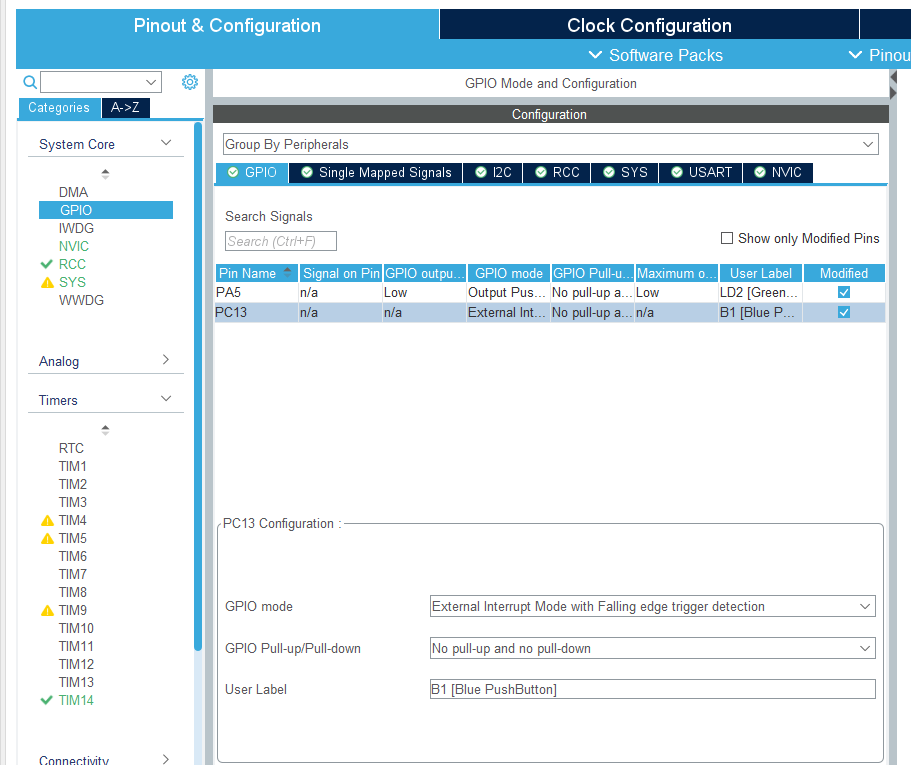 Pinout & Configuration
Clock Configuration
Software Packs
Pinou
GPIO Mode and Configuration
Categories
A->Z
Configuration
System Core
Group By Peripherals
GPIO
Single Mapped Signals
I2C
RCC
SYS
USART
NVIC
DMA
GPIO
IWDG
NVIC
RCC
SYS
WWDG
Analog
Timers
RTC
TIM1
TIM2
TIM3
TIM4
TIM5
TIM6
TIM7
TIM8
TIM9
TIM10
TIM11
TIM12
TIM13
TIM14
Connectivity
Search Signals
Search (Ctrl+F)
Show only Modified Pins
Pin Name Signal on Pin GPIO outpu... GPIO mode GPIO Pull-u... Maximum o... User Label Modified
PA5 n/a Low Output Pus... No pull-up a... Low LD2 [Green...
PC13 n/a n/a External Int... No pull-up a... n/a B1 [Blue P...
PC13 Configuration :
GPIO mode External Interrupt Mode with Falling edge trigger detection
GPIO Pull-up/Pull-down No pull-up and no pull-down
User Label B1 [Blue PushButton]